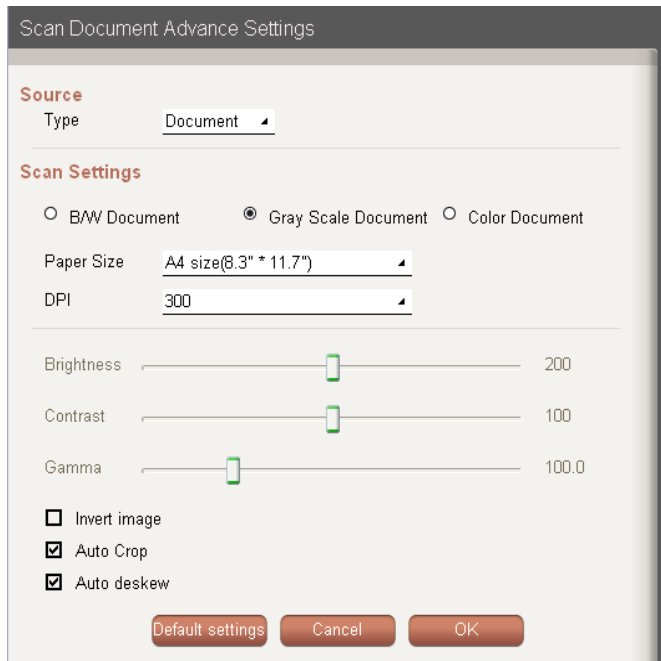 Scan Document Advance Settings
Source
Type Document
Scan Settings
B/W Document Gray Scale Document Color Document
Paper Size A4 size(8.3" * 11.7")
DPI 300
Brightness 200
Contrast 100
Gamma 100.0
Invert image
Auto Crop
Auto deskew
Default settings Cancel OK